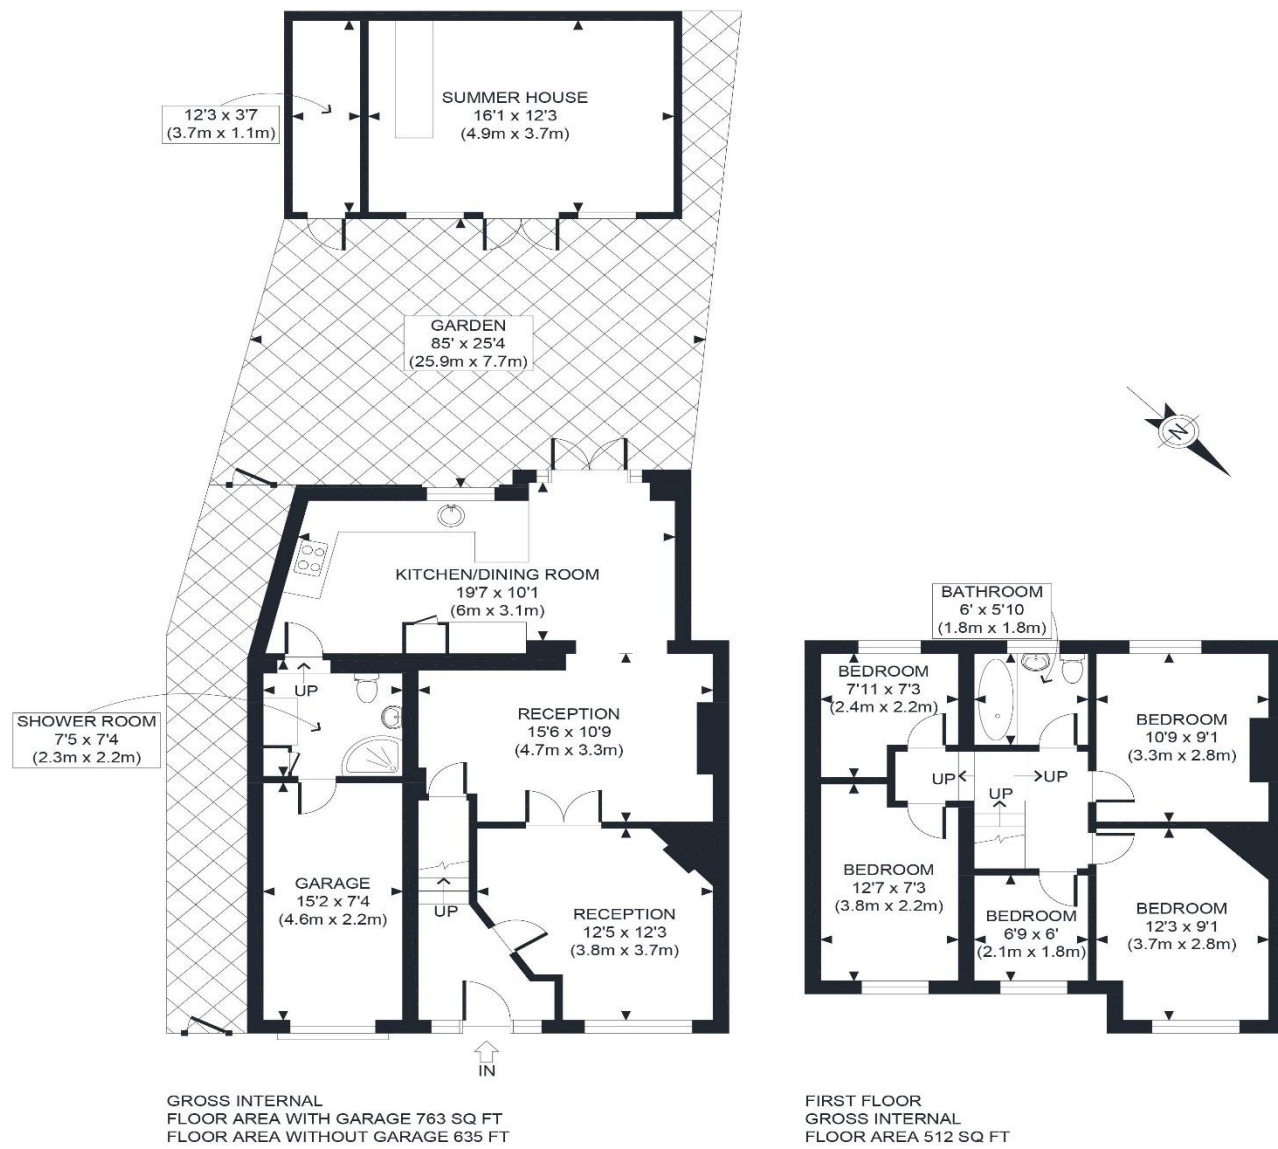 12'3 x 3'7
(3.7m x 1.1m)
SUMMER HOUSE
16'1 x 12'3
(4.9m x 3.7m)
GARDEN
85' x 25'4
(25.9m x 7.7m)
N
KITCHEN/DINING ROOM
19'7 x 10'1
(6m x 3.1m)
UP
SHOWER ROOM
7'5 x 7'4
(2.3m x 2.2m)
RECEPTION
15'6 x 10'9
(4.7m x 3.3m)
GARAGE
15'2 x 7'4
(4.6m x 2.2m)
UP
RECEPTION
12'5 x 12'3
(3.8m x 3.7m)
IN
BATHROOM
6' x 5'10
(1.8m x 1.8m)
BEDROOM
7'11 x 7'3
(2.4m x 2.2m)
BEDROOM
10'9 x 9'1
(3.3m x 2.8m)
UP
UP
UP
BEDROOM
12'7 x 7'3
(3.8m x 2.2m)
BEDROOM
6'9 x 6'
(2.1m x 1.8m)
BEDROOM
12'3 x 9'1
(3.7m x 2.8m)
GROSS INTERNAL
FLOOR AREA WITH GARAGE 763 SQ FT
FLOOR AREA WITHOUT GARAGE 635 FT
FIRST FLOOR
GROSS INTERNAL
FLOOR AREA 512 SQ FT